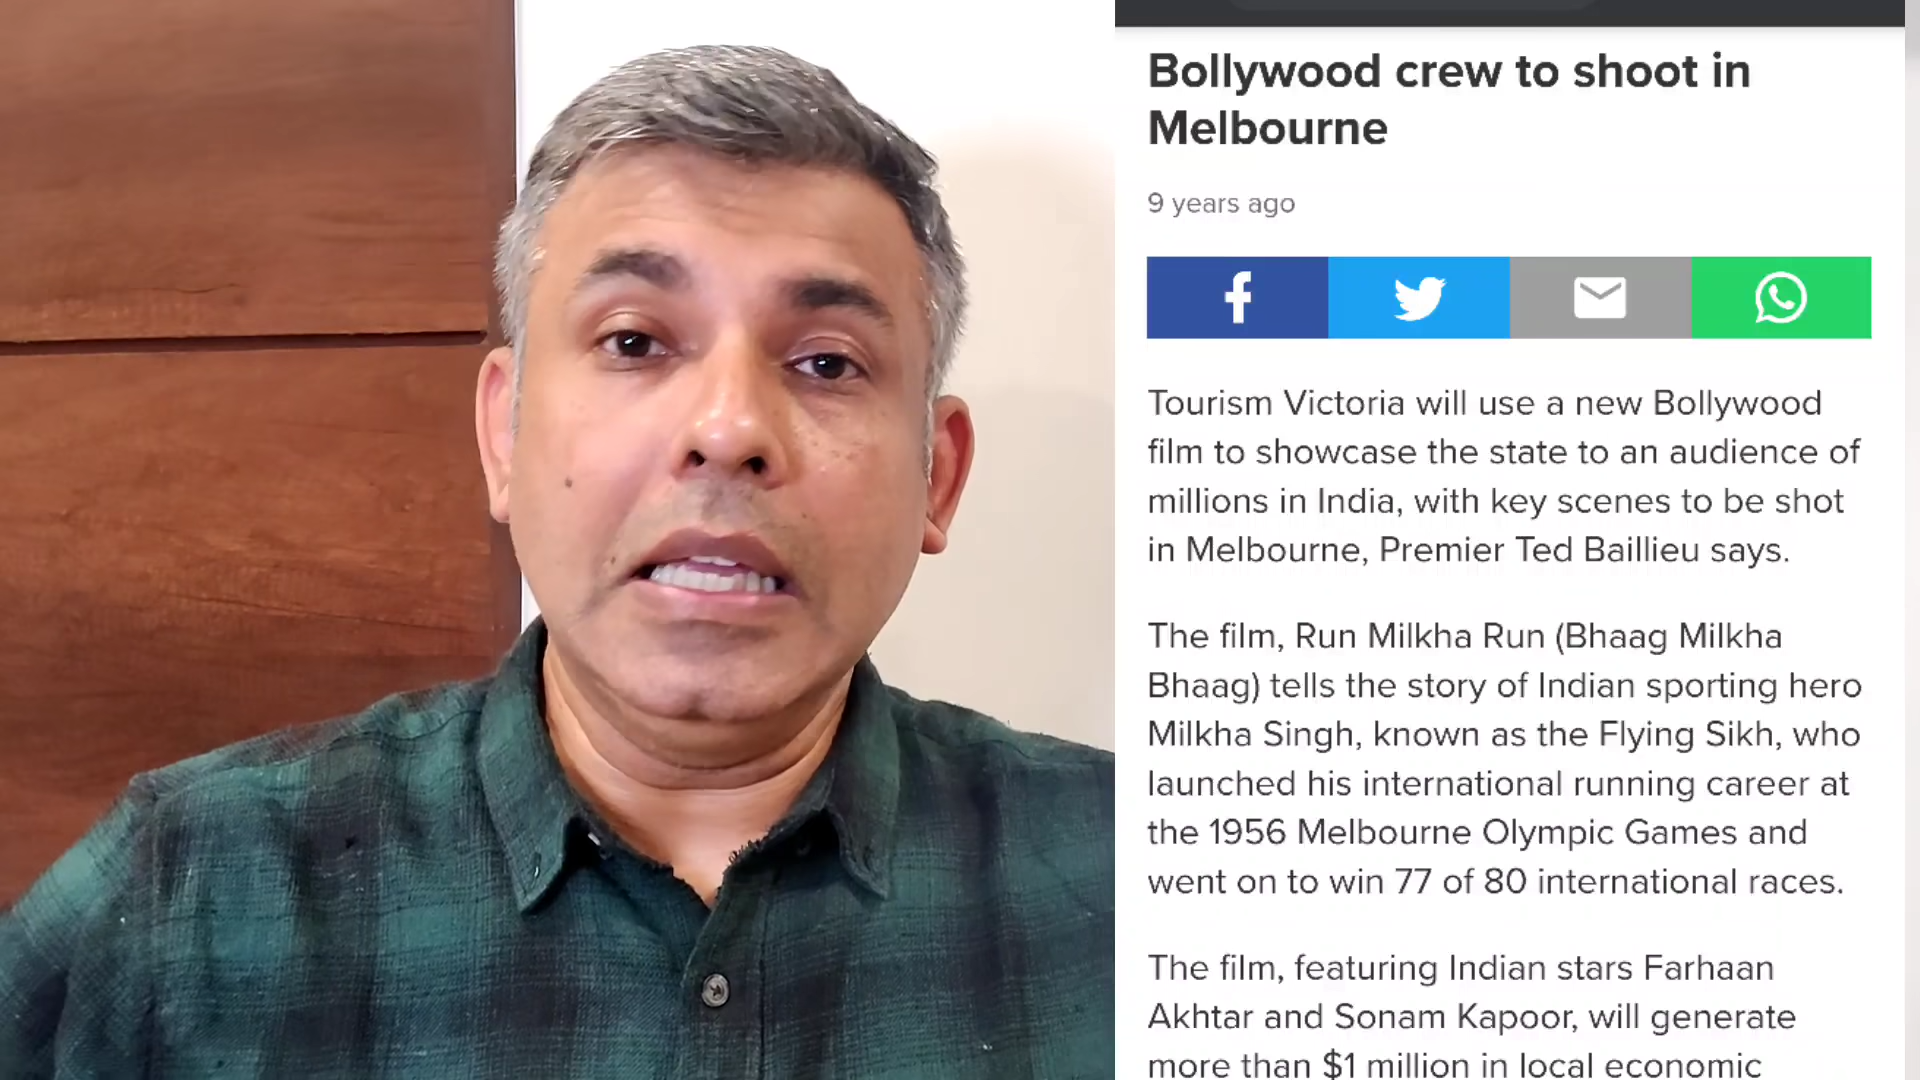 Bollywood crew to shoot in
Melbourne
9 years ago
Tourism Victoria will use a new Bollywood
film to showcase the state to an audience of
millions in India, with key scenes to be shot
in Melbourne, Premier Ted Baillieu says.
The film, Run Milkha Run (Bhaag Milkha
Bhaag) tells the story of Indian sporting hero
Milkha Singh, known as the Flying Sikh, who
launched his international running career at
the 1956 Melbourne Olympic Games and
went on to win 77 of 80 international races.
The film, featuring Indian stars Farhaan
Akhtar and Sonam Kapoor, will generate
more than $1 million in local economic